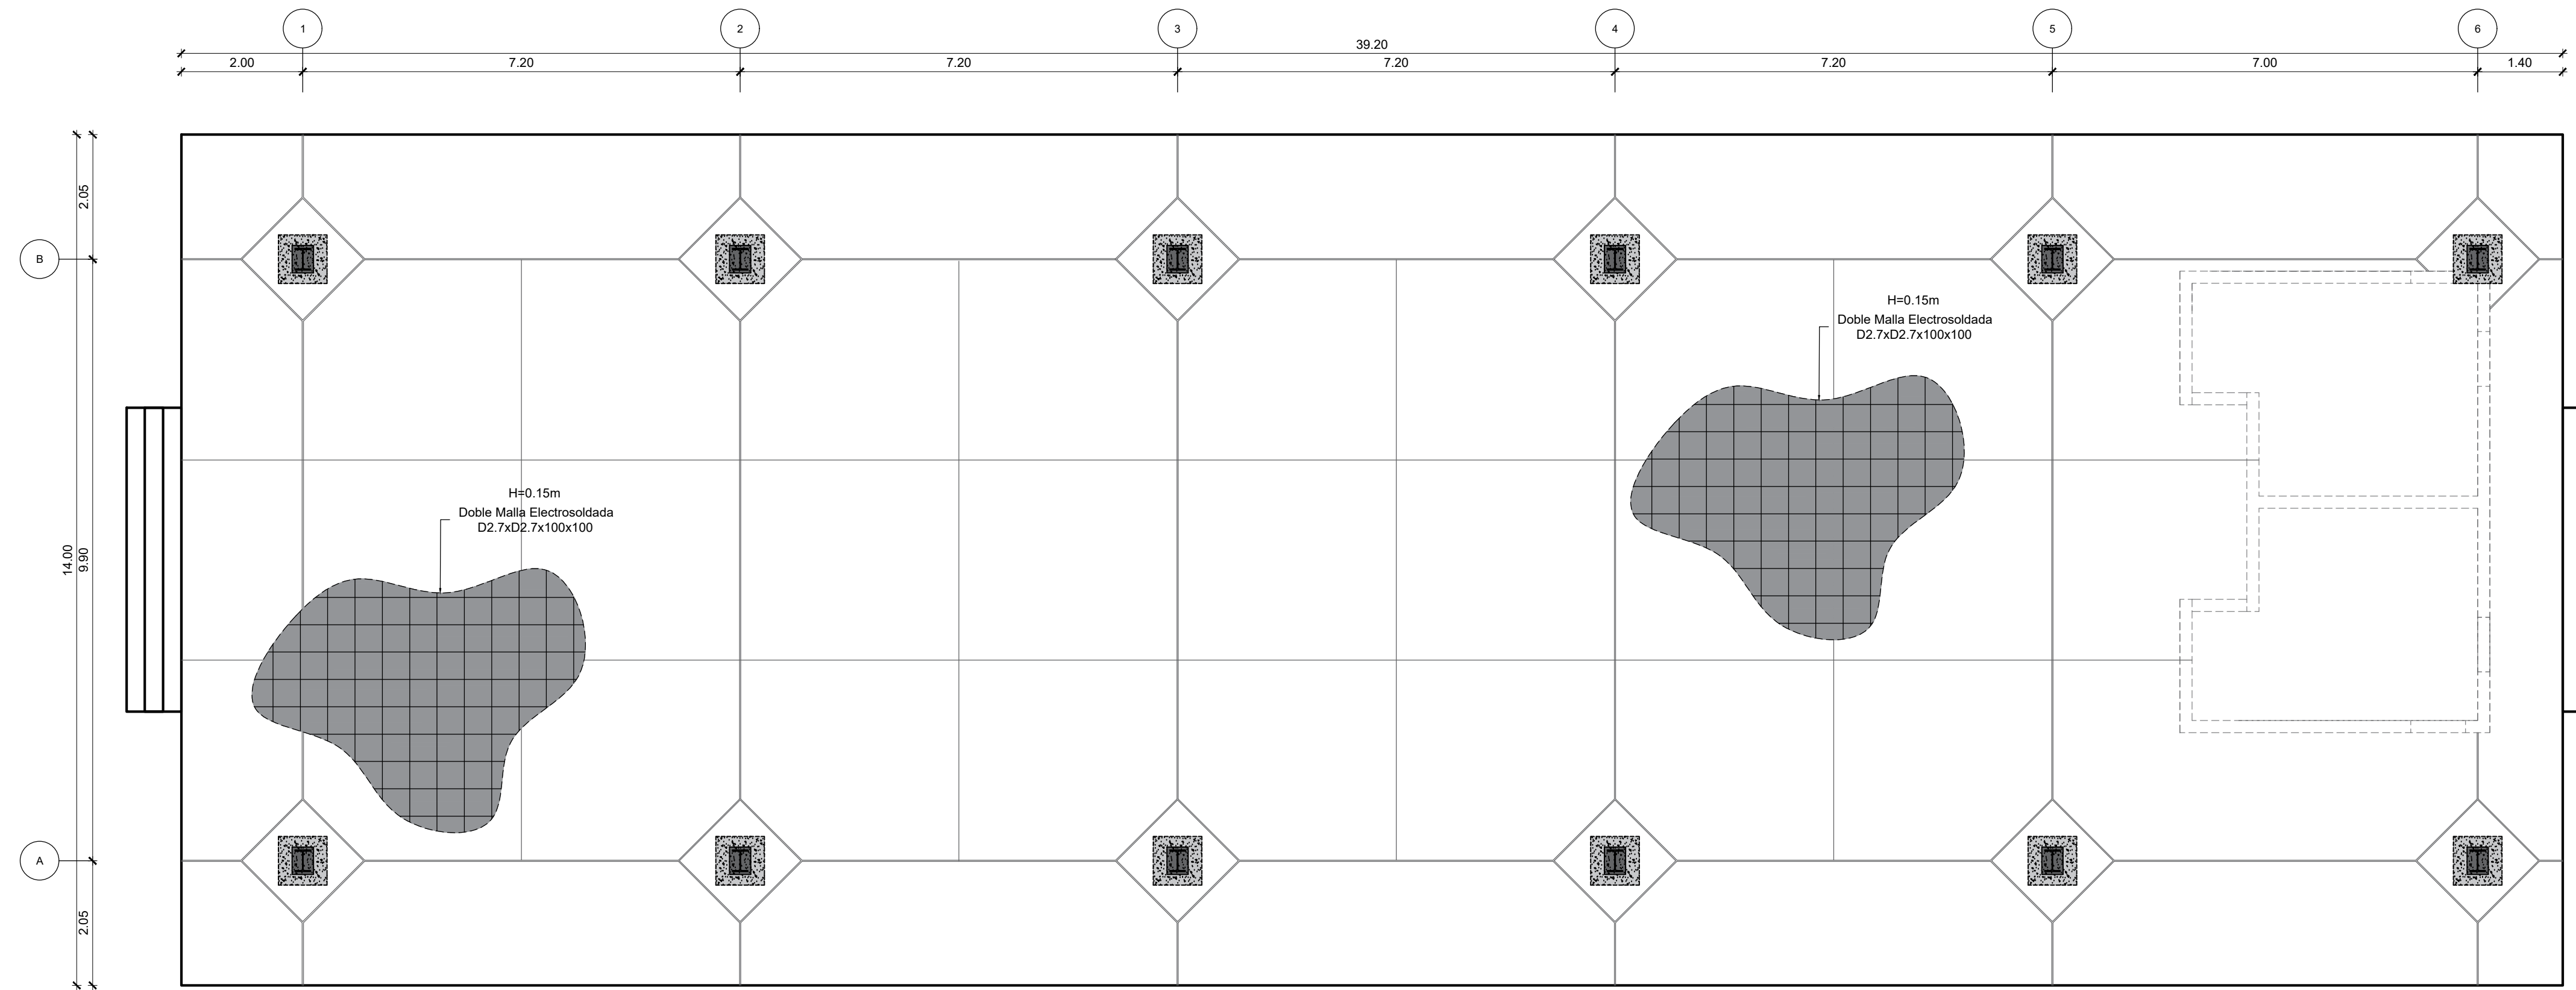 1
2
3
4
5
6
39.20
2.00
7.20
7.20
7.20
7.20
7.00
1.40
2.05
B
H=0.15m
Doble Malla Electrosoldada
D2.7xD2.7x100x100
H=0.15m
Doble Malla Electrosoldada
D2.7xD2.7x100x100
14.00
9.90
A
2.05